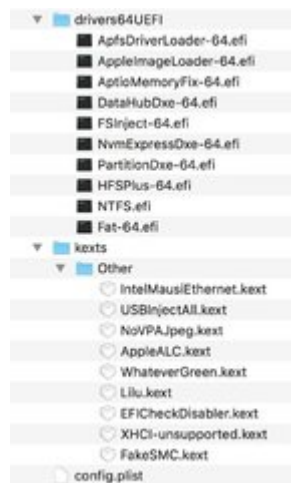 drivers64UEFI
ApfsDriverLoader-64.efi
AppleImageLoader-64.efi
AptioMemoryFix-64.efi
DataHubDxe-64.efi
FSInject-64.efi
NvmExpressDxe-64.efi
PartitionDxe-64.efi
HFSPlus-64.efi
NTFS.efi
Fat-64.efi
kexts
Other
IntelMausiEthernet.kext
USBInjectAll.kext
NoVPAJpeg.kext
AppleALC.kext
WhateverGreen.kext
Lilu.kext
EFICheckDisabler.kext
XHCI-unsupported.kext
FakeSMC.kext
config.plist